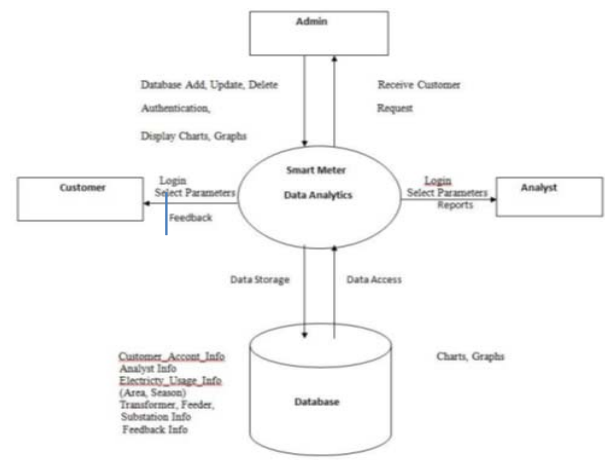 Admin
Database Add, Update, Delete
Authentication,
Display Charts, Graphs
Receive Customer
Request
Smart Meter
Data Analytics
Customer
Login
Select Parameters
Feedback
Login
Select Parameters
Reports
Analyst
Data Storage
Data Access
Customer_Accont_Info
Analyst Info
Electricty_Usage_Info
(Area, Season)
Transformer, Feeder,
Substation Info
Feedback Info
Database
Charts, Graphs